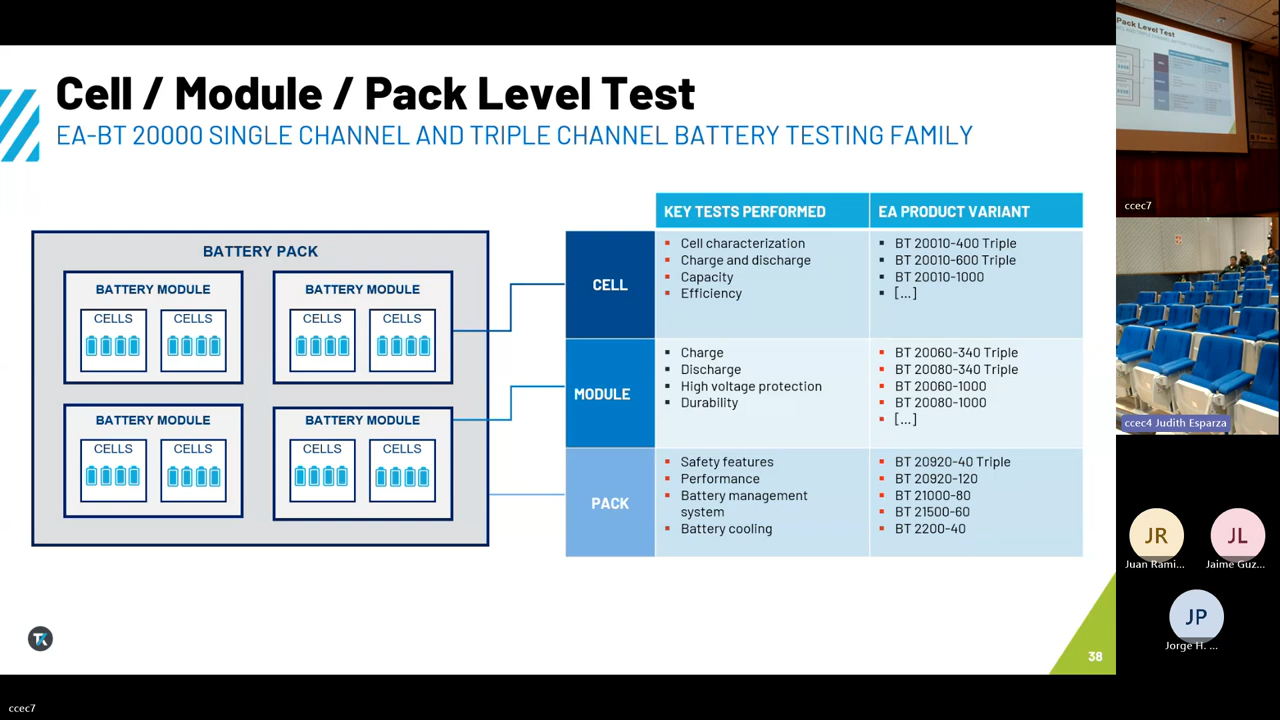 Cell / Module / Pack Level Test
EA-BT 20000 SINGLE CHANNEL AND TRIPLE CHANNEL BATTERY TESTING FAMILY
BATTERY PACK
BATTERY MODULE
CELLS
CELLS
BATTERY MODULE
CELLS
CELLS
BATTERY MODULE
CELLS
CELLS
BATTERY MODULE
CELLS
CELLS
KEY TESTS PERFORMED
EA PRODUCT VARIANT
CELL
Cell characterization
Charge and discharge
Capacity
Efficiency
BT 20010-400 Triple
BT 20010-600 Triple
BT 20010-1000
[...]
MODULE
Charge
Discharge
High voltage protection
Durability
BT 20060-340 Triple
BT 20080-340 Triple
BT 20060-1000
BT 20080-1000
[...]
PACK
Safety features
Performance
Battery management
system
Battery cooling
BT 20920-40 Triple
BT 20920-120
BT 21000-80
BT 21500-60
BT 2200-40
TK
38
ccec7
Pack Level Test
ccec7
ccec4 Judith Esparza
JR
Juan Rami...
JL
Jaime Guz...
JP
Jorge H. ...